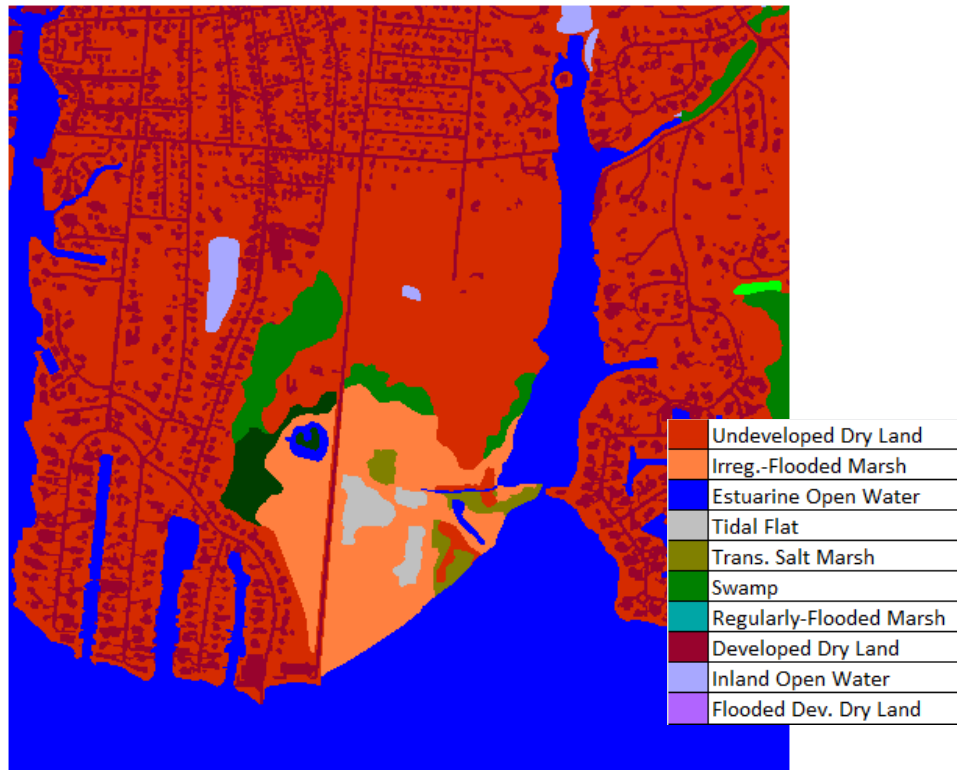 Undeveloped Dry Land
Irreg.-Flooded Marsh
Estuarine Open Water
Tidal Flat
Trans. Salt Marsh
Swamp
Regularly-Flooded Marsh
Developed Dry Land
Inland Open Water
Flooded Dev. Dry Land